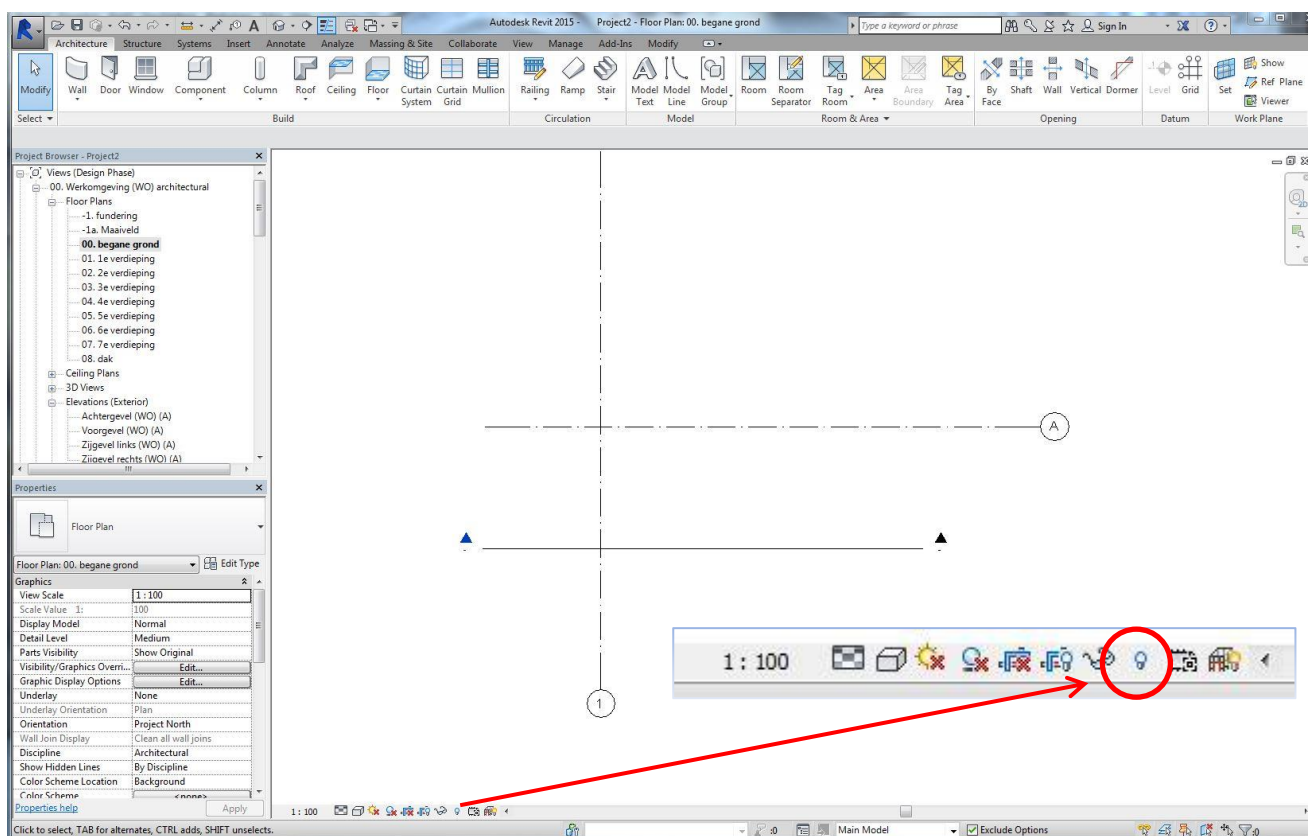 Autodesk Revit 2015 - Project2 - Floor Plan: 00. begane grond
Type a keyword or phrase
Sign In
Architecture Structure Systems Insert Annotate Analyze Massing & Site Collaborate View Manage Add-Ins Modify
Modify Wall Door Window Component Column Roof Ceiling Floor Curtain System Curtain Grid Mullion Railing Ramp Stair Model Text Model Line Model Group Room Room Separator Tag Room Area Area Boundary Tag Area By Face Shaft Wall Vertical Dormer Level Grid Set Show Ref Plane Viewer
Select Build Circulation Model Room & Area Opening Datum Work Plane
Project Browser - Project2
Views (Design Phase)
00. Werkomgeving (WO) architectural
Floor Plans
-1. fundering
-1a. Maaiveld
00. begane grond
01. 1e verdieping
02. 2e verdieping
03. 3e verdieping
04. 4e verdieping
05. 5e verdieping
06. 6e verdieping
07. 7e verdieping
08. dak
Ceiling Plans
3D Views
Elevations (Exterior)
Achtergevel (WO) (A)
Voorgevel (WO) (A)
Zijgevel links (WO) (A)
Zijgevel rechts (WO) (A)
Properties
Floor Plan
Floor Plan: 00. begane grond Edit Type
Graphics
View Scale 1 : 100
Scale Value 1: 100
Display Model Normal
Detail Level Medium
Parts Visibility Show Original
Visibility/Graphics Overri... Edit...
Graphic Display Options Edit...
Underlay None
Underlay Orientation Plan
Orientation Project North
Wall Join Display Clean all wall joins
Discipline Architectural
Show Hidden Lines By Discipline
Color Scheme Location Background
Color Scheme <none>
Properties help Apply
A
1
1 : 100
1 : 100
Click to select, TAB for alternates, CTRL adds, SHIFT unselects.
:0 Main Model Exclude Options :0